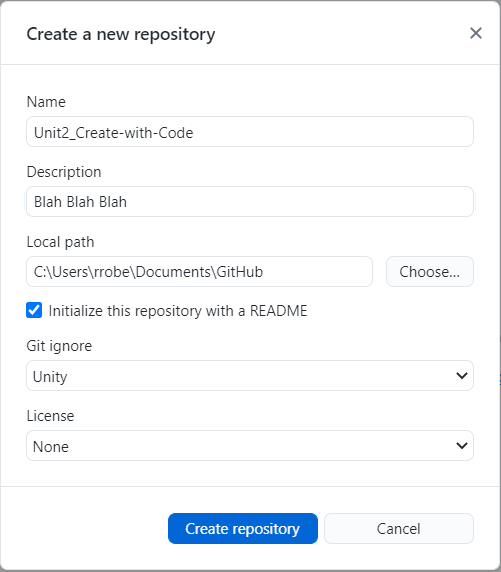 Create a new repository
Name
Unit2_Create-with-Code
Description
Blah Blah Blah
Local path
C:\Users\rrobe\Documents\GitHub
Choose...
Initialize this repository with a README
Git ignore
Unity
License
None
Create repository
Cancel